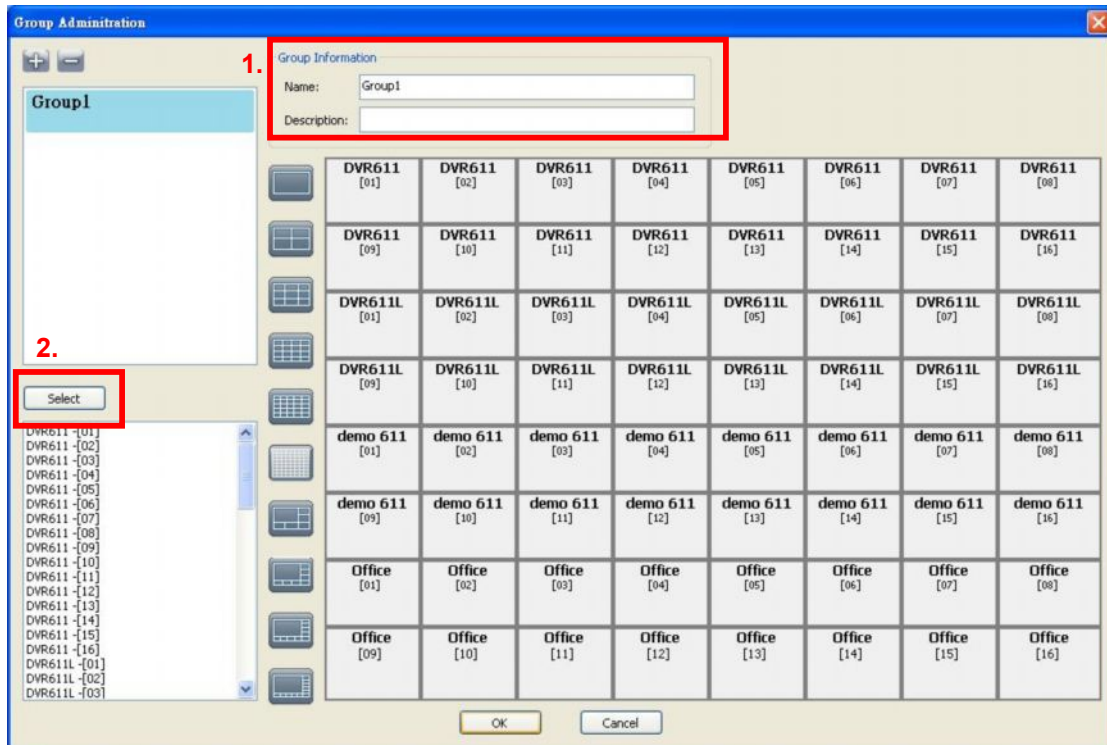 Group Adminitration
1.
Group Information
Name: Group1
Description:
Group1
DVR611 DVR611 DVR611 DVR611 DVR611 DVR611 DVR611 DVR611
[01] [02] [03] [04] [05] [06] [07] [08]
DVR611 DVR611 DVR611 DVR611 DVR611 DVR611 DVR611 DVR611
[09] [10] [11] [12] [13] [14] [15] [16]
DVR611L DVR611L DVR611L DVR611L DVR611L DVR611L DVR611L DVR611L
[01] [02] [03] [04] [05] [06] [07] [08]
DVR611L DVR611L DVR611L DVR611L DVR611L DVR611L DVR611L DVR611L
[09] [10] [11] [12] [13] [14] [15] [16]
demo 611 demo 611 demo 611 demo 611 demo 611 demo 611 demo 611 demo 611
[01] [02] [03] [04] [05] [06] [07] [08]
demo 611 demo 611 demo 611 demo 611 demo 611 demo 611 demo 611 demo 611
[09] [10] [11] [12] [13] [14] [15] [16]
Office Office Office Office Office Office Office Office
[01] [02] [03] [04] [05] [06] [07] [08]
Office Office Office Office Office Office Office Office
[09] [10] [11] [12] [13] [14] [15] [16]
2.
Select
DVR611 -[01]
DVR611 -[02]
DVR611 -[03]
DVR611 -[04]
DVR611 -[05]
DVR611 -[06]
DVR611 -[07]
DVR611 -[08]
DVR611 -[09]
DVR611 -[10]
DVR611 -[11]
DVR611 -[12]
DVR611 -[13]
DVR611 -[14]
DVR611 -[15]
DVR611 -[16]
DVR611L -[01]
DVR611L -[02]
DVR611L -[03]
OK Cancel